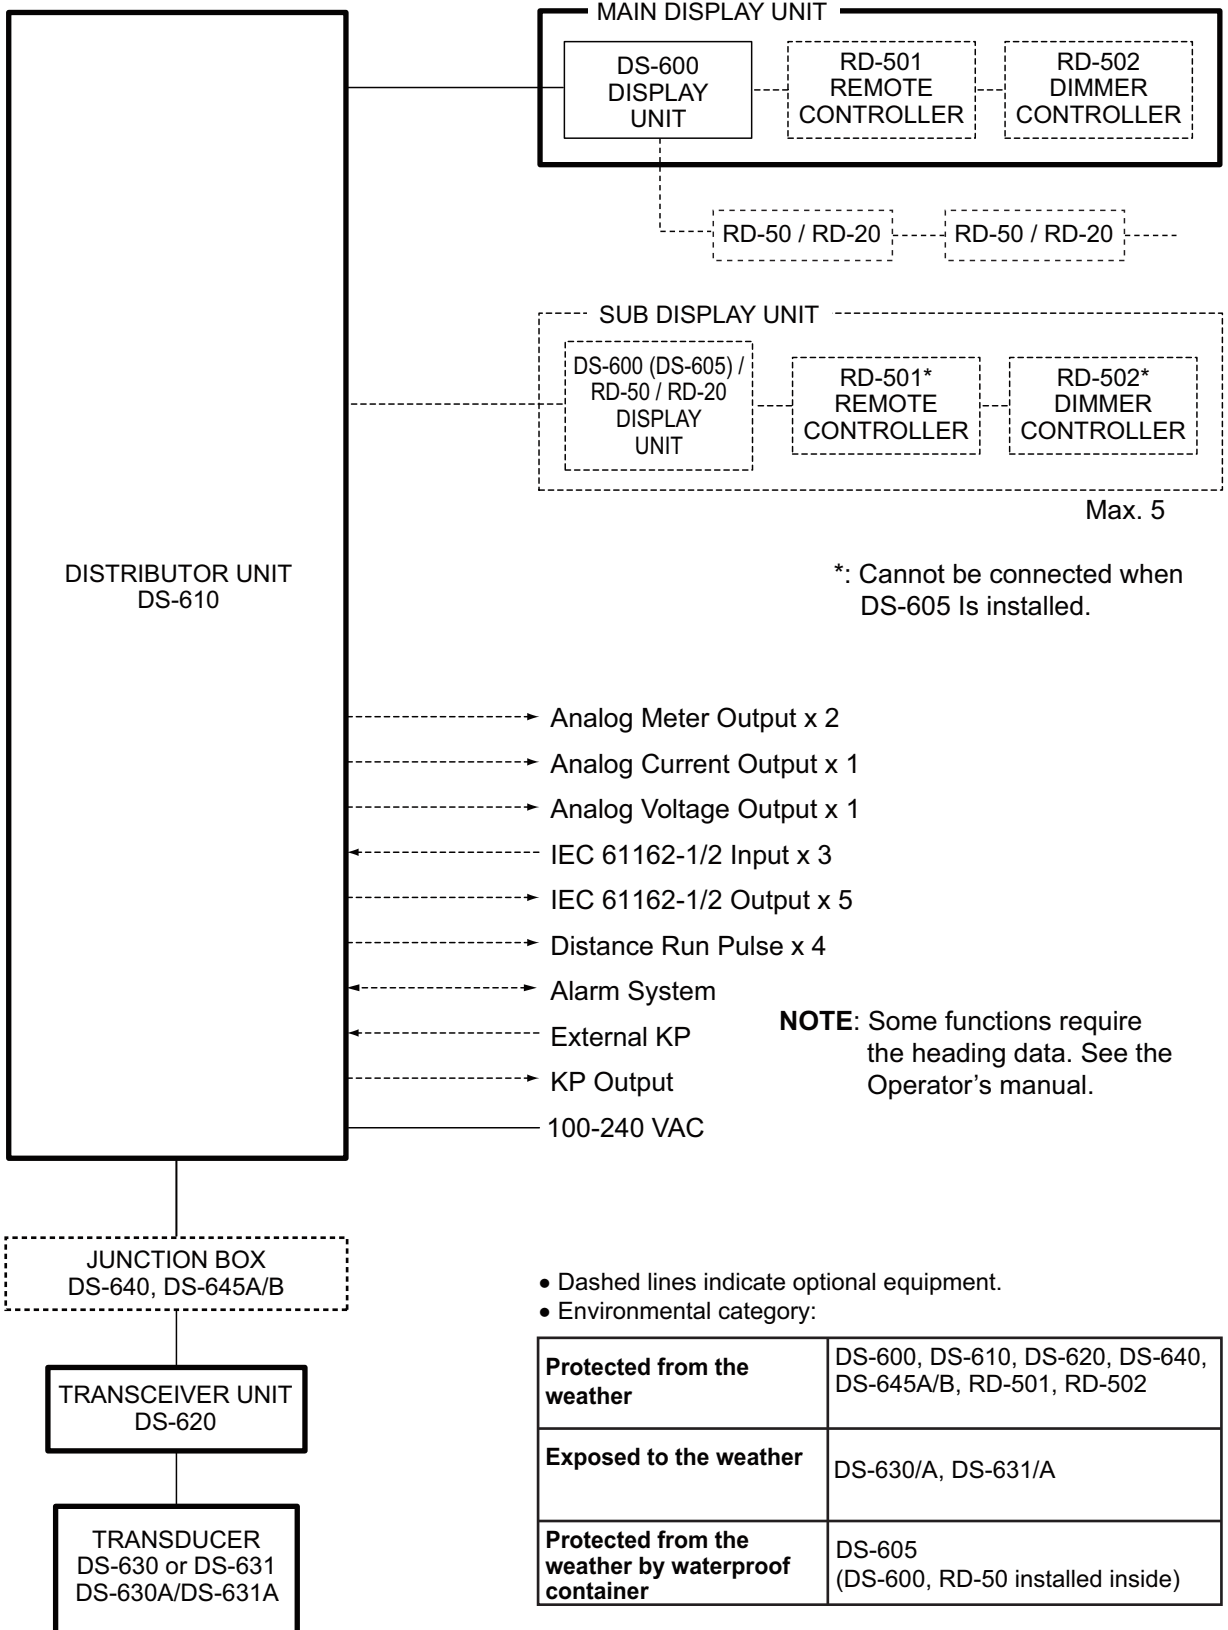 MAIN DISPLAY UNIT
DS-600
DISPLAY
UNIT
RD-501
REMOTE
CONTROLLER
RD-502
DIMMER
CONTROLLER
RD-50 / RD-20
RD-50 / RD-20
SUB DISPLAY UNIT
DS-600 (DS-605) /
RD-50 / RD-20
DISPLAY
UNIT
RD-501*
REMOTE
CONTROLLER
RD-502*
DIMMER
CONTROLLER
Max. 5
*: Cannot be connected when
DS-605 Is installed.
DISTRIBUTOR UNIT
DS-610
Analog Meter Output x 2
Analog Current Output x 1
Analog Voltage Output x 1
IEC 61162-1/2 Input x 3
IEC 61162-1/2 Output x 5
Distance Run Pulse x 4
Alarm System
External KP
KP Output
100-240 VAC
NOTE: Some functions require
the heading data. See the
Operator’s manual.
JUNCTION BOX
DS-640, DS-645A/B
TRANSCEIVER UNIT
DS-620
TRANSDUCER
DS-630 or DS-631
DS-630A/DS-631A
● Dashed lines indicate optional equipment.
● Environmental category:
Protected from the
weather
DS-600, DS-610, DS-620, DS-640,
DS-645A/B, RD-501, RD-502
Exposed to the weather
DS-630/A, DS-631/A
Protected from the
weather by waterproof
container
DS-605
(DS-600, RD-50 installed inside)